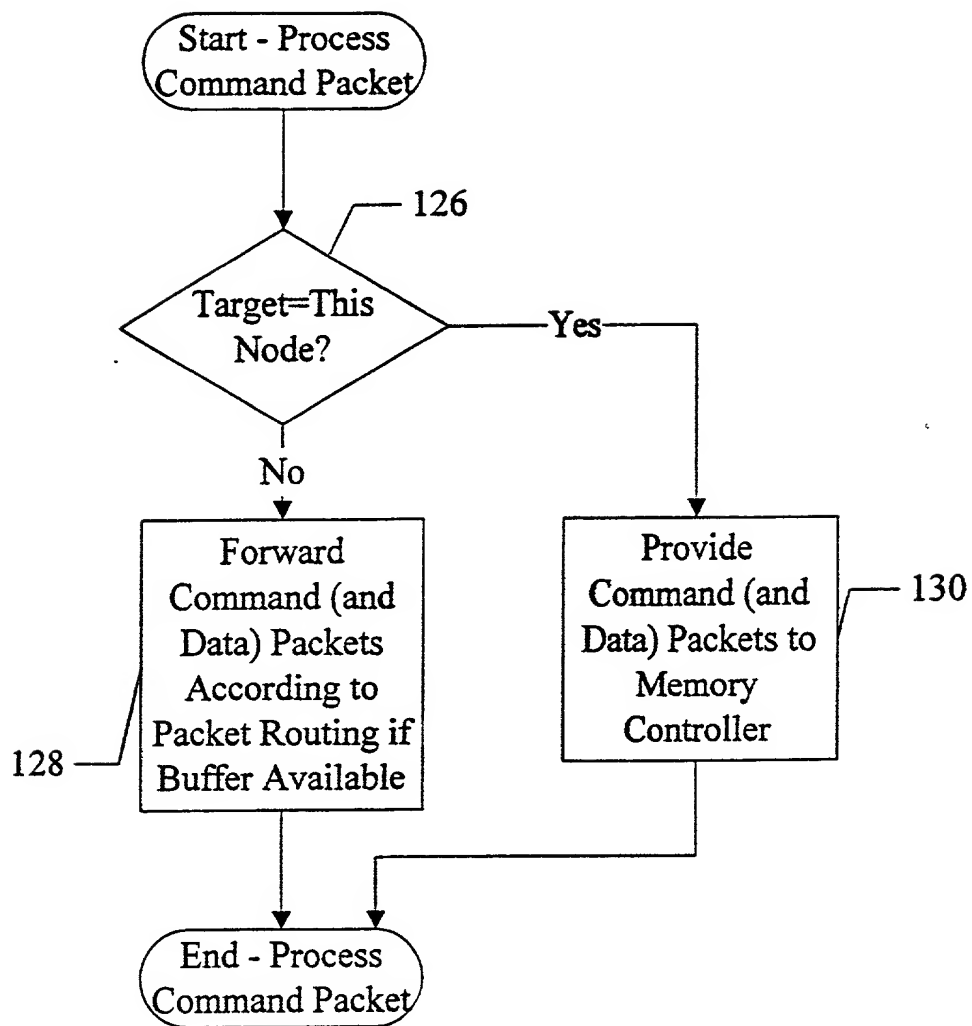 Start - Process
Command Packet
126
Target=This
Node?
Yes
No
Forward
Command (and
Data) Packets
According to
Packet Routing if
Buffer Available
128
Provide
Command (and
Data) Packets to
Memory
Controller
130
End - Process
Command Packet